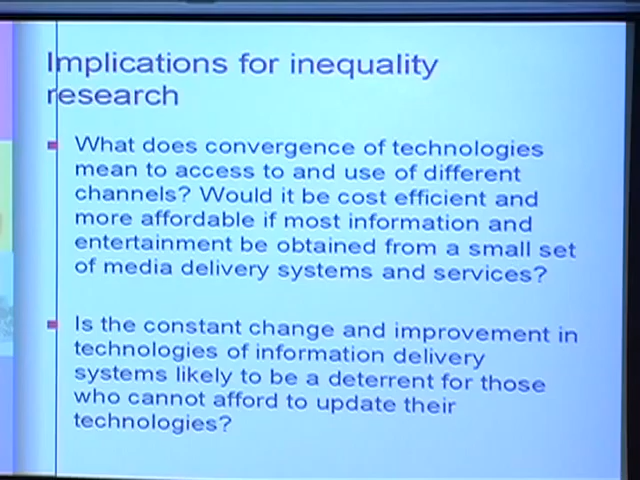 Implications for inequality
research
What does convergence of technologies
mean to access to and use of different
channels? Would it be cost efficient and
more affordable if most information and
entertainment be obtained from a small set
of media delivery systems and services?
Is the constant change and improvement in
technologies of information delivery
systems likely to be a deterrent for those
who cannot afford to update their
technologies?